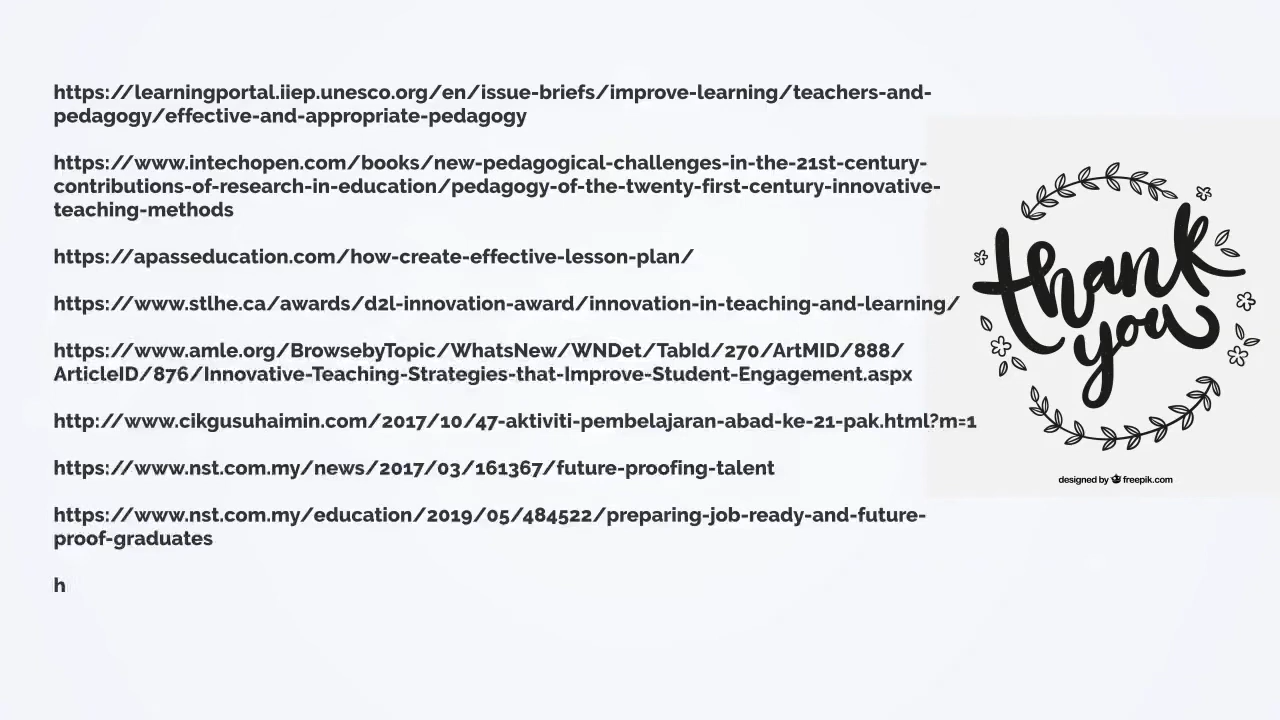 https://learningportal.iiep.unesco.org/en/issue-briefs/improve-learning/teachers-and-
pedagogy/effective-and-appropriate-pedagogy
https://www.intechopen.com/books/new-pedagogical-challenges-in-the-21st-century-
contributions-of-research-in-education/pedagogy-of-the-twenty-first-century-innovative-
teaching-methods
https://apasseducation.com/how-create-effective-lesson-plan/
https://www.stlhe.ca/awards/d2l-innovation-award/innovation-in-teaching-and-learning/
https://www.amle.org/BrowsebyTopic/WhatsNew/WNDet/TabId/270/ArtMID/888/
ArticleID/876/Innovative-Teaching-Strategies-that-Improve-Student-Engagement.aspx
http://www.cikgusuhaimin.com/2017/10/47-aktiviti-pembelajaran-abad-ke-21-pak.html?m=1
https://www.nst.com.my/news/2017/03/161367/future-proofing-talent
https://www.nst.com.my/education/2019/05/484522/preparing-job-ready-and-future-
proof-graduates
h
thank
you
designed by freepik.com